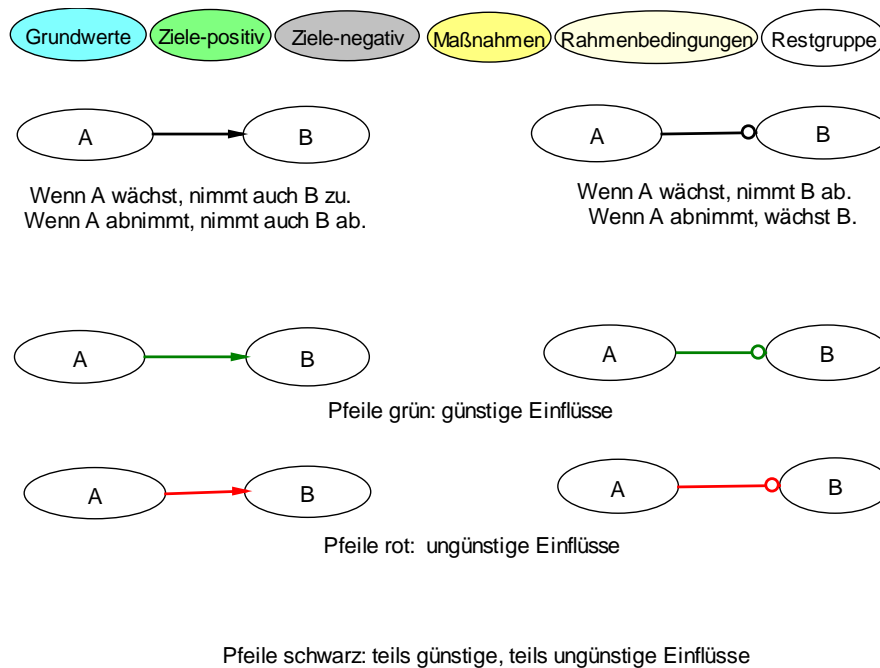 Grundwerte Ziele-positiv Ziele-negativ Maßnahmen Rahmenbedingungen Restgruppe
A B A B
Wenn A wächst, nimmt auch B zu.
Wenn A abnimmt, nimmt auch B ab.
Wenn A wächst, nimmt B ab.
Wenn A abnimmt, wächst B.
A B A B
Pfeile grün: günstige Einflüsse
A B A B
Pfeile rot: ungünstige Einflüsse
Pfeile schwarz: teils günstige, teils ungünstige Einflüsse